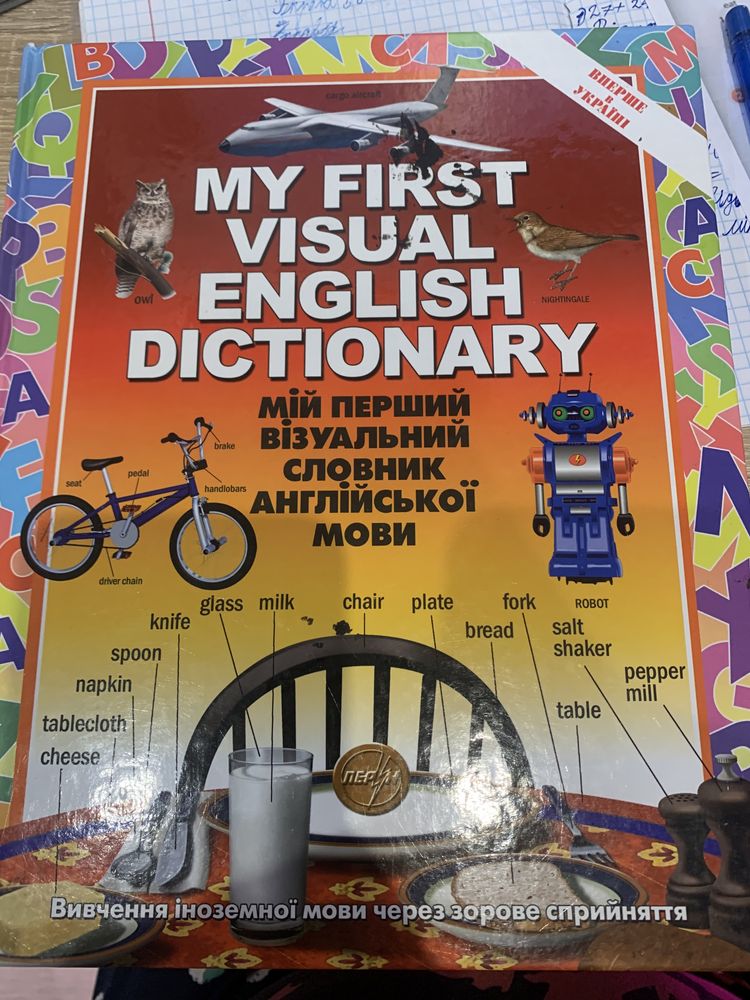 cargo aircraft
ВПЕРШЕ
В
УКРАЇНІ
MY FIRST
VISUAL
ENGLISH
DICTIONARY
owl
NIGHTINGALE
МІЙ ПЕРШИЙ
ВІЗУАЛЬНИЙ
СЛОВНИК
АНГЛІЙСЬКОЇ
МОВИ
brake
seat
pedal
handlobars
driver chain
ROBOT
glass
milk
chair
plate
fork
knife
bread
salt
shaker
spoon
napkin
pepper
mill
tablecloth
table
cheese
Вивчення іноземної мови через зорове сприйняття